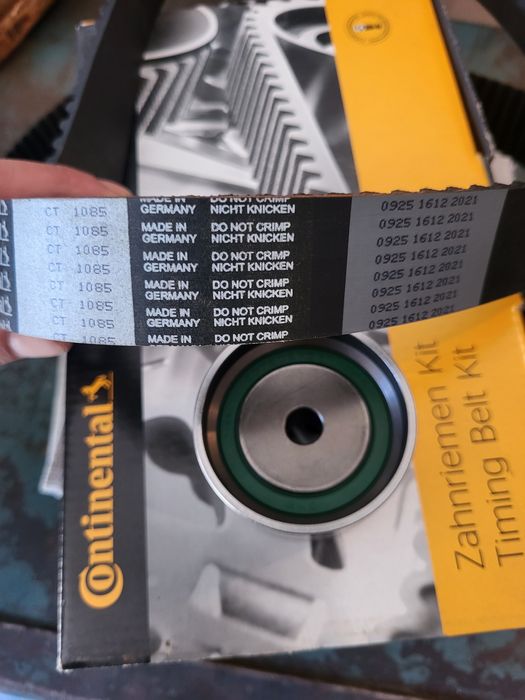 CT 1085
CT 1085
CT 1085
CT 1085
CT 1085
CT 1085
CT 1085
MADE IN
GERMANY
MADE IN
GERMANY
MADE IN
GERMANY
MADE IN
GERMANY
MADE IN
GERMANY
MADE IN
DO NOT CRIMP
NICHT KNICKEN
DO NOT CRIMP
NICHT KNICKEN
DO NOT CRIMP
NICHT KNICKEN
DO NOT CRIMP
NICHT KNICKEN
DO NOT CRIMP
NICHT KNICKEN
DO NOT CRIMP
0925 1612 2021
0925 1612 2021
0925 1612 2021
0925 1612 2021
0925 1612 2021
0925 1612 2021
0925 1612 2021
Continental
Zahnriemen Kit
Timing Belt Kit